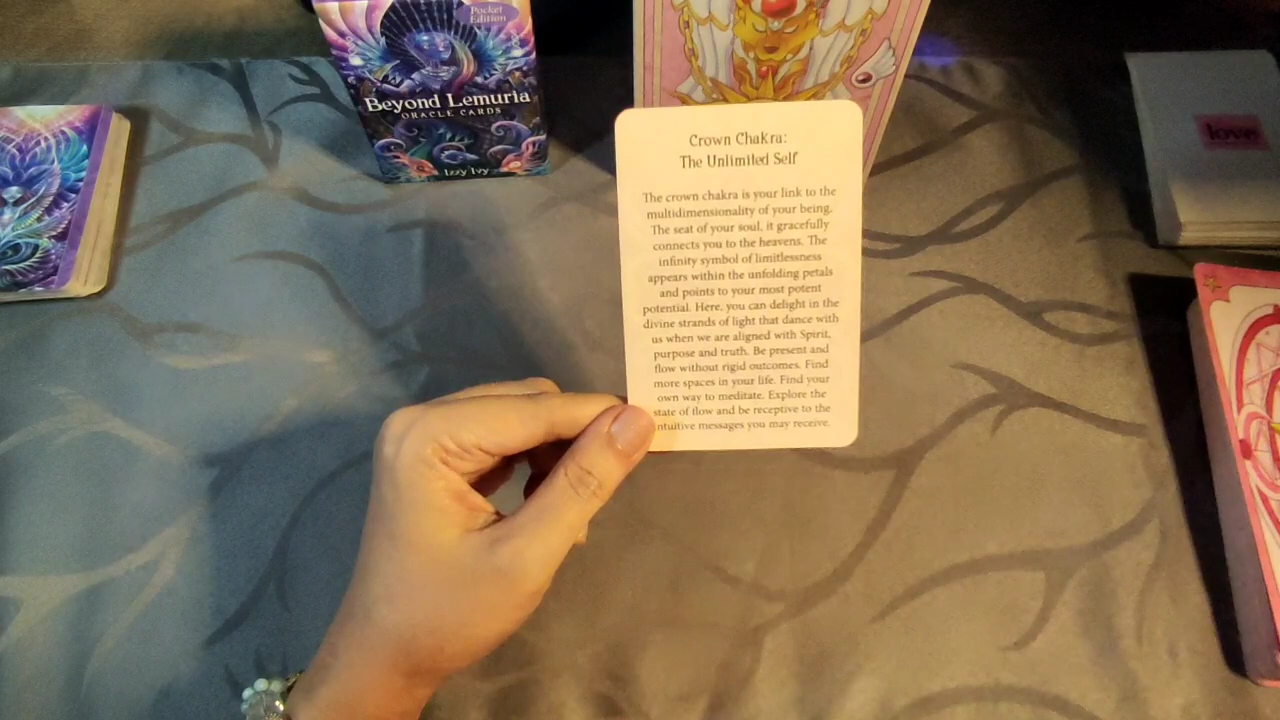 Pocket
Edition
Beyond Lemuria
ORACLE CARDS
Izzy Ivy
Crown Chakra:
The Unlimited Self
The crown chakra is your link to the
multidimensionality of your being.
The seat of your soul, it gracefully
connects you to the heavens. The
infinity symbol of limitlessness
appears within the unfolding petals
and points to your most potent
potential. Here, you can delight in the
divine strands of light that dance with
us when we are aligned with Spirit,
purpose and truth. Be present and
flow without rigid outcomes. Find
more spaces in your life. Find your
own way to meditate. Explore the
state of flow and be receptive to the
ntuitive messages you may receive.
love